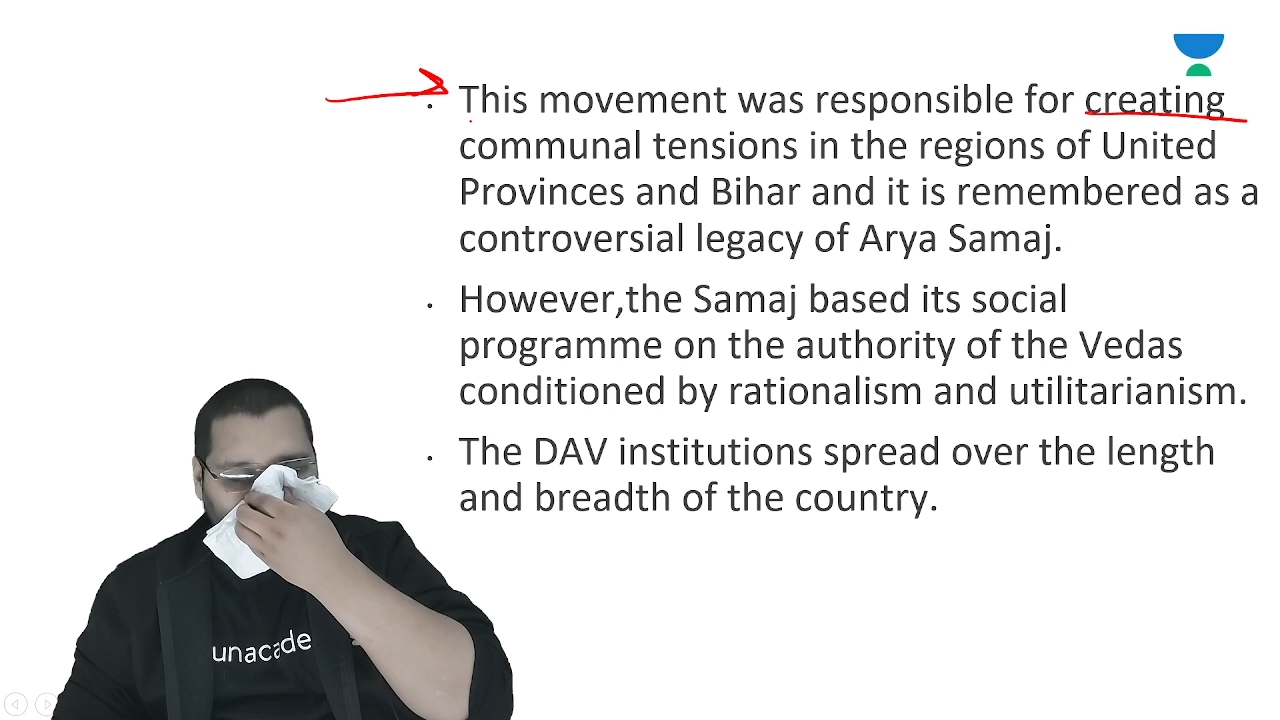 This movement was responsible for creating
communal tensions in the regions of United
Provinces and Bihar and it is remembered as a
controversial legacy of Arya Samaj.
However,the Samaj based its social
programme on the authority of the Vedas
conditioned by rationalism and utilitarianism.
The DAV institutions spread over the length
and breadth of the country.
unacade